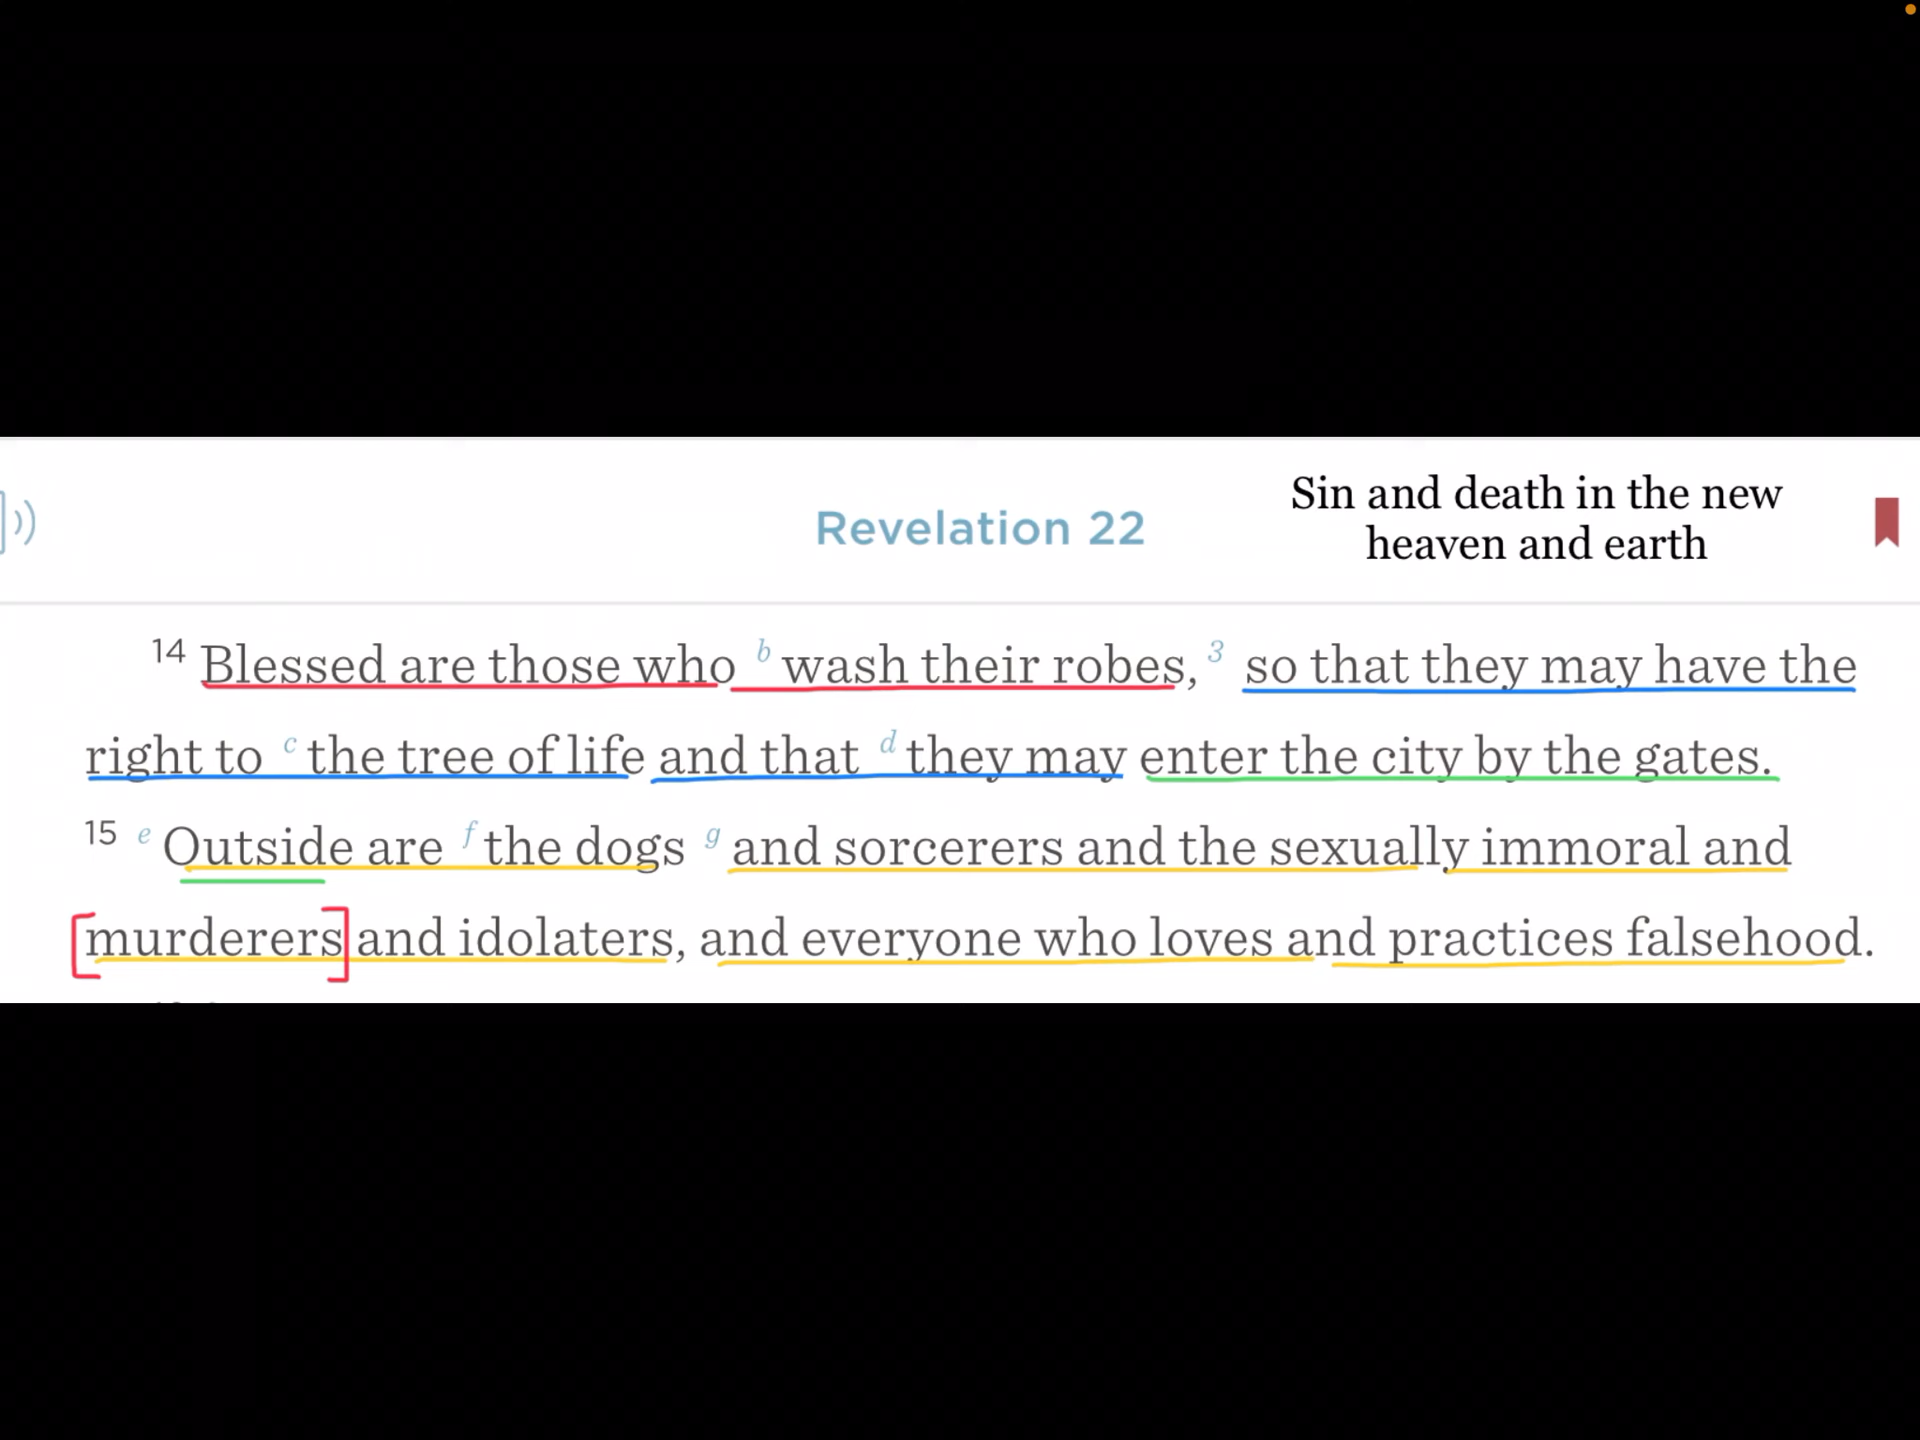 Revelation 22
Sin and death in the new
heaven and earth
14 Blessed are those who b wash their robes, 3 so that they may have the
right to c the tree of life and that d they may enter the city by the gates.
15 e Outside are f the dogs g and sorcerers and the sexually immoral and
[murderers] and idolaters, and everyone who loves and practices falsehood.